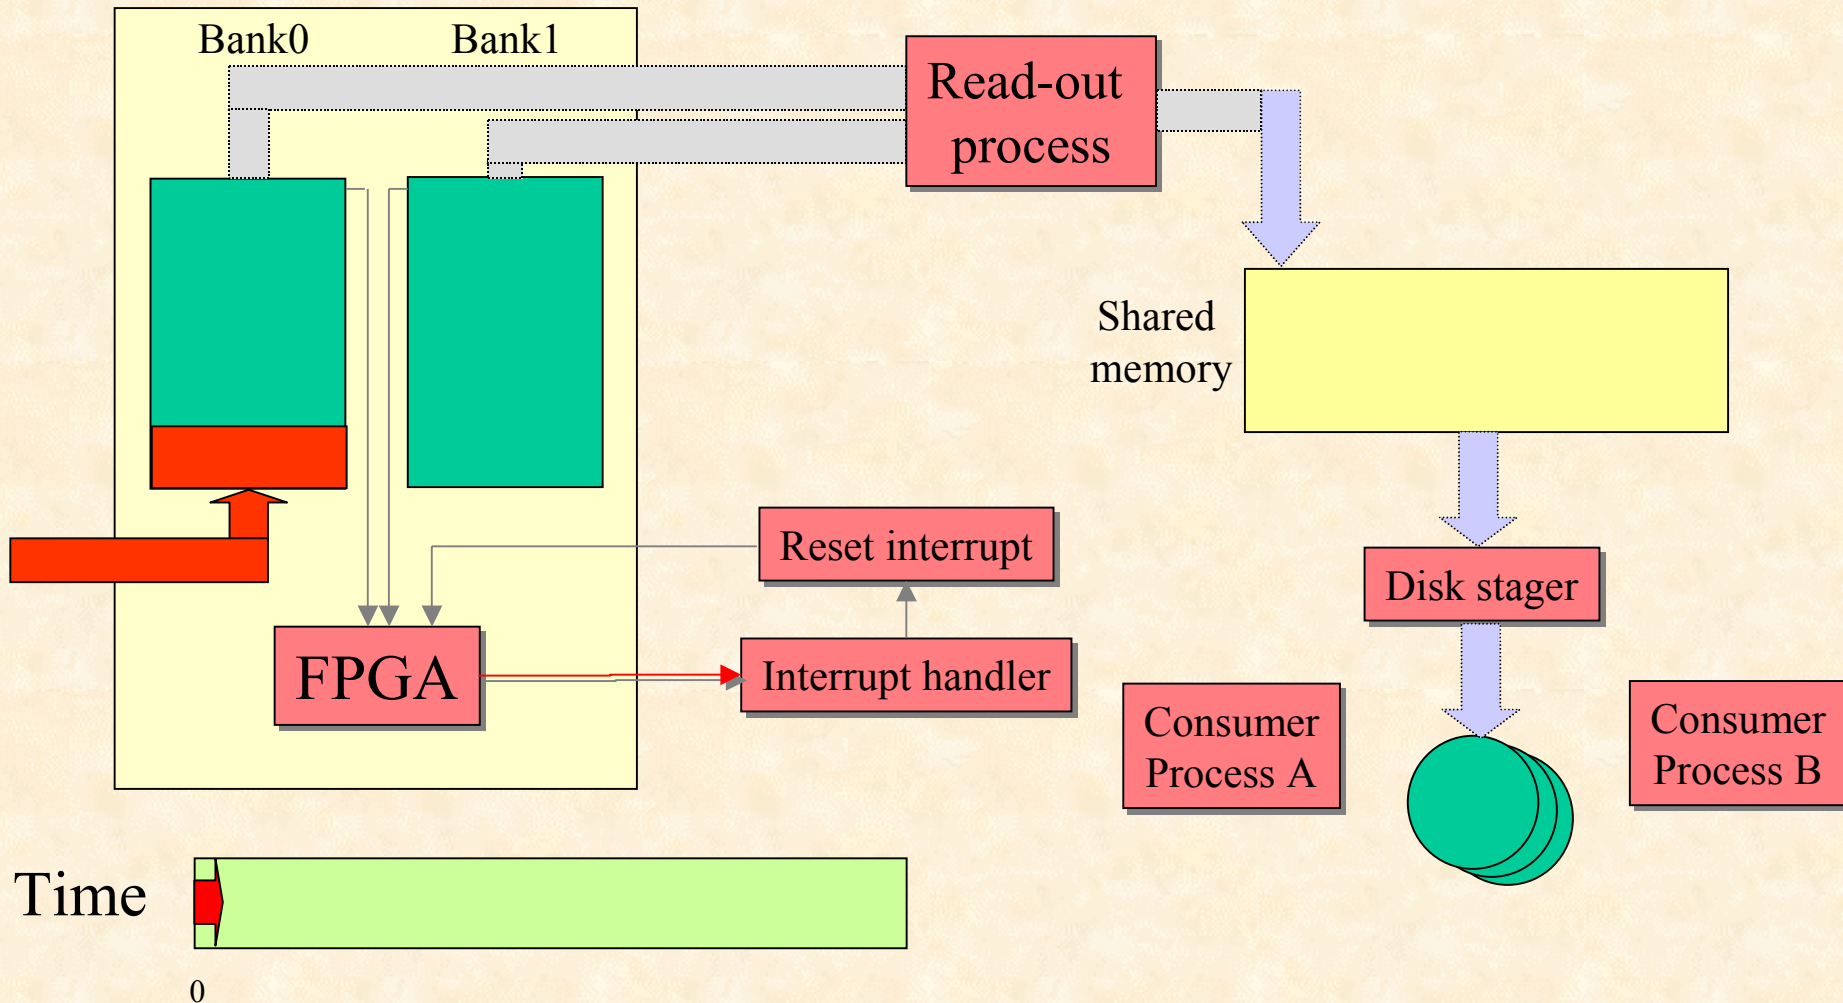 Bank0
Bank1
Read-out
process
Shared
memory
Reset interrupt
Disk stager
FPGA
Interrupt handler
Consumer
Process A
Consumer
Process B
Time
0